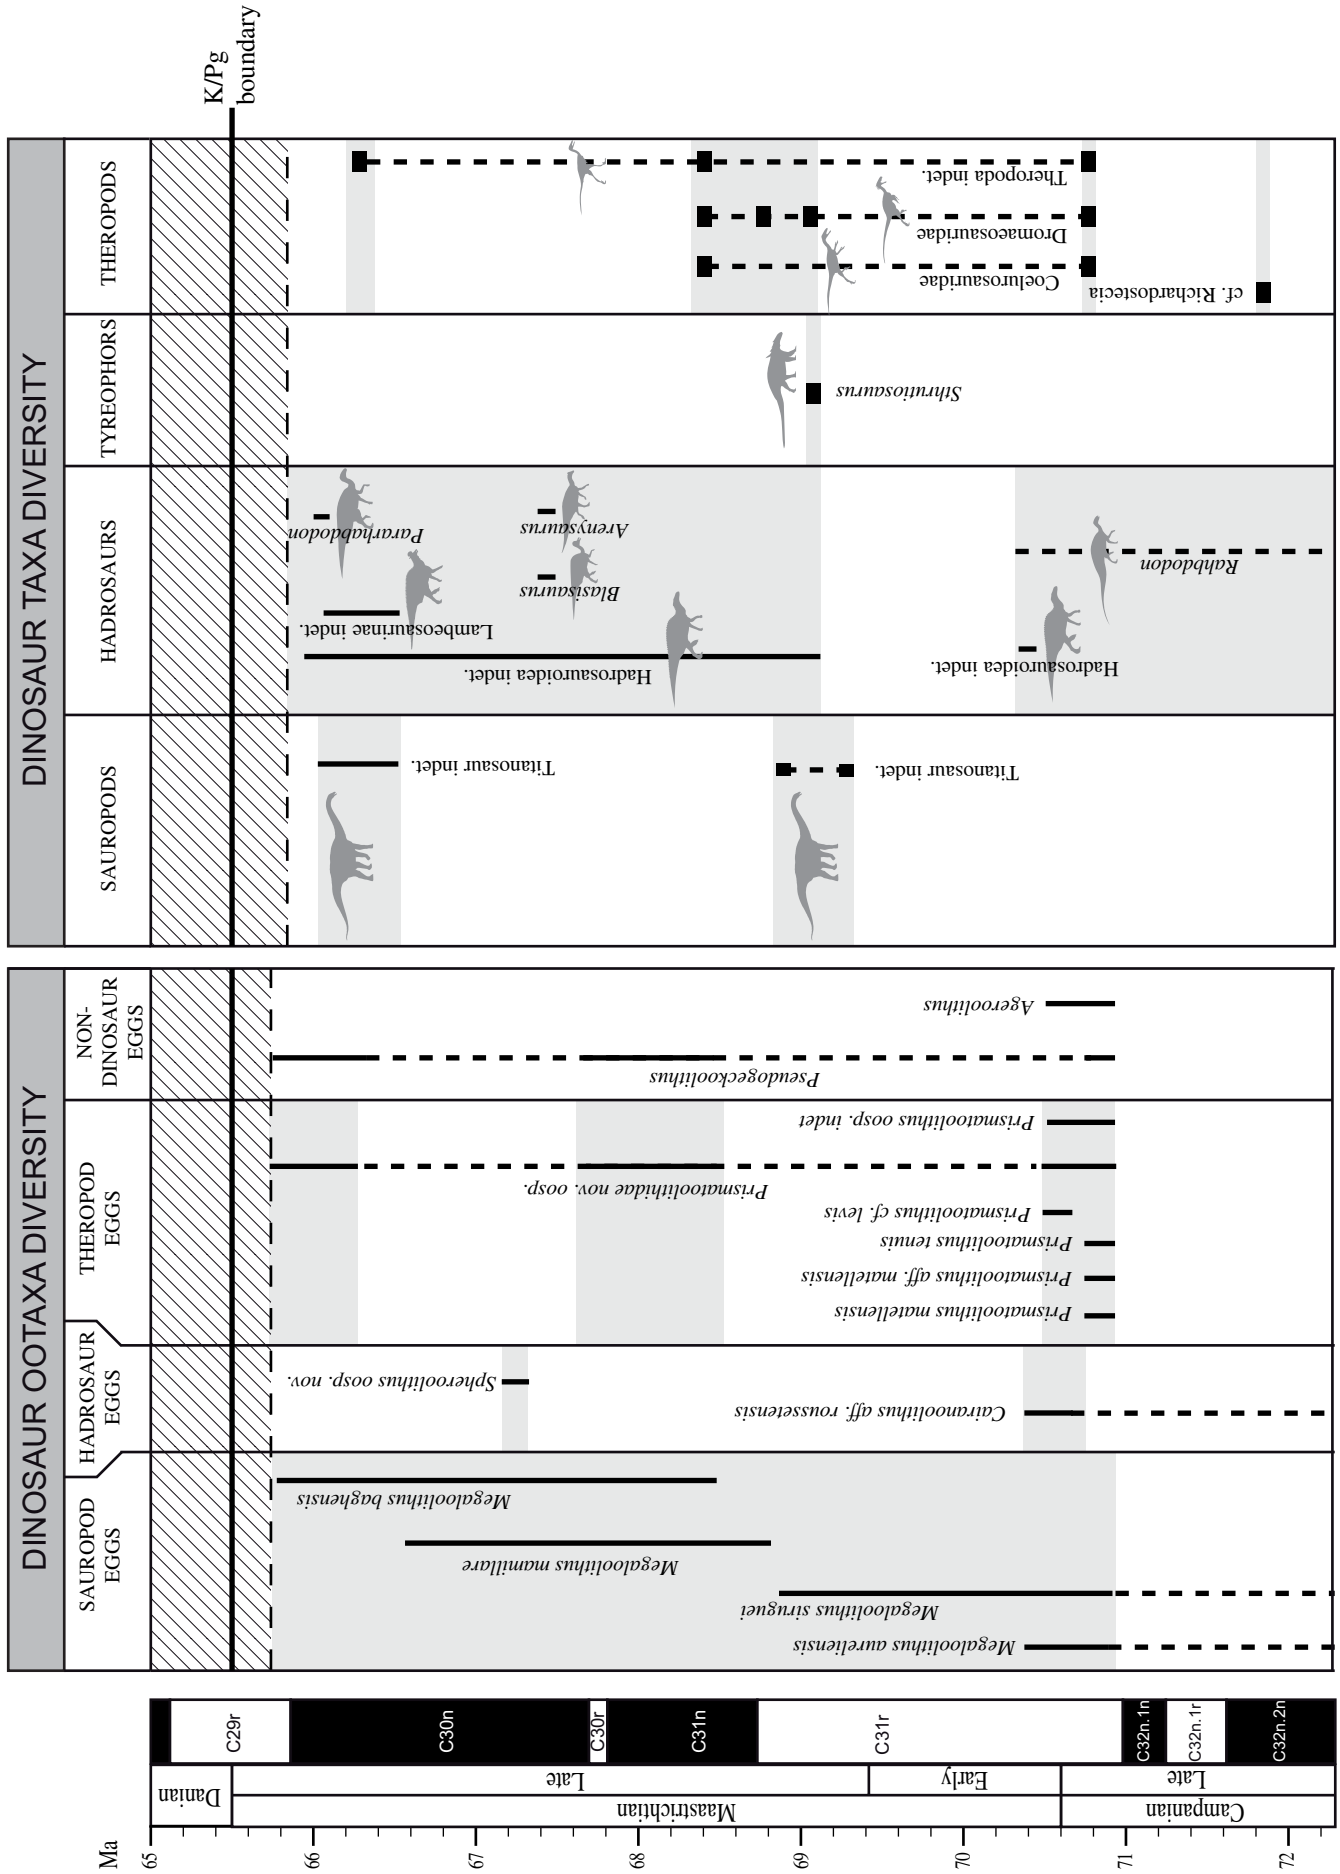 K/Pg
boundary
DINOSAUR TAXA DIVERSITY
THEROPODS
Theropoda indet.
Dromaeosauridae
Coelurosauridae
cf. Richardostecia
TYREOPHORS
Sthrutiosaurus
HADROSAURS
Pararhabdodon
Arenysaurus
Blasisaurus
Rahbdodon
Lambeosaurinae indet.
Hadrosauroidea indet.
Hadrosauroidea indet.
SAUROPODS
Titanosaur indet.
Titanosaur indet.
DINOSAUR OOTAXA DIVERSITY
NON-
DINOSAUR
EGGS
Ageroolithus
Pseudogeckoolithus
THEROPOD
EGGS
Prismatoolithus oosp. indet
Prismatoolithidae nov. oosp.
Prismatoolithus cf. levis
Prismatoolithus tenuis
Prismatoolithus aff. matellensis
Prismatoolithus matellensis
HADROSAUR
EGGS
Spheroolithus oosp nov.
Cairanoolithus aff. roussetensis
SAUROPOD
EGGS
Megaloolithus baghensis
Megaloolithus mamillare
Megaloolithus siruguei
Megaloolithus aureliensis
C29r
C30n
C30r
C31n
C31r
C32n.1n
C32n.1r
C32n.2n
Late
Early
Late
Danian
Maastrichtian
Campanian
Ma
65
66
67
68
69
70
71
72